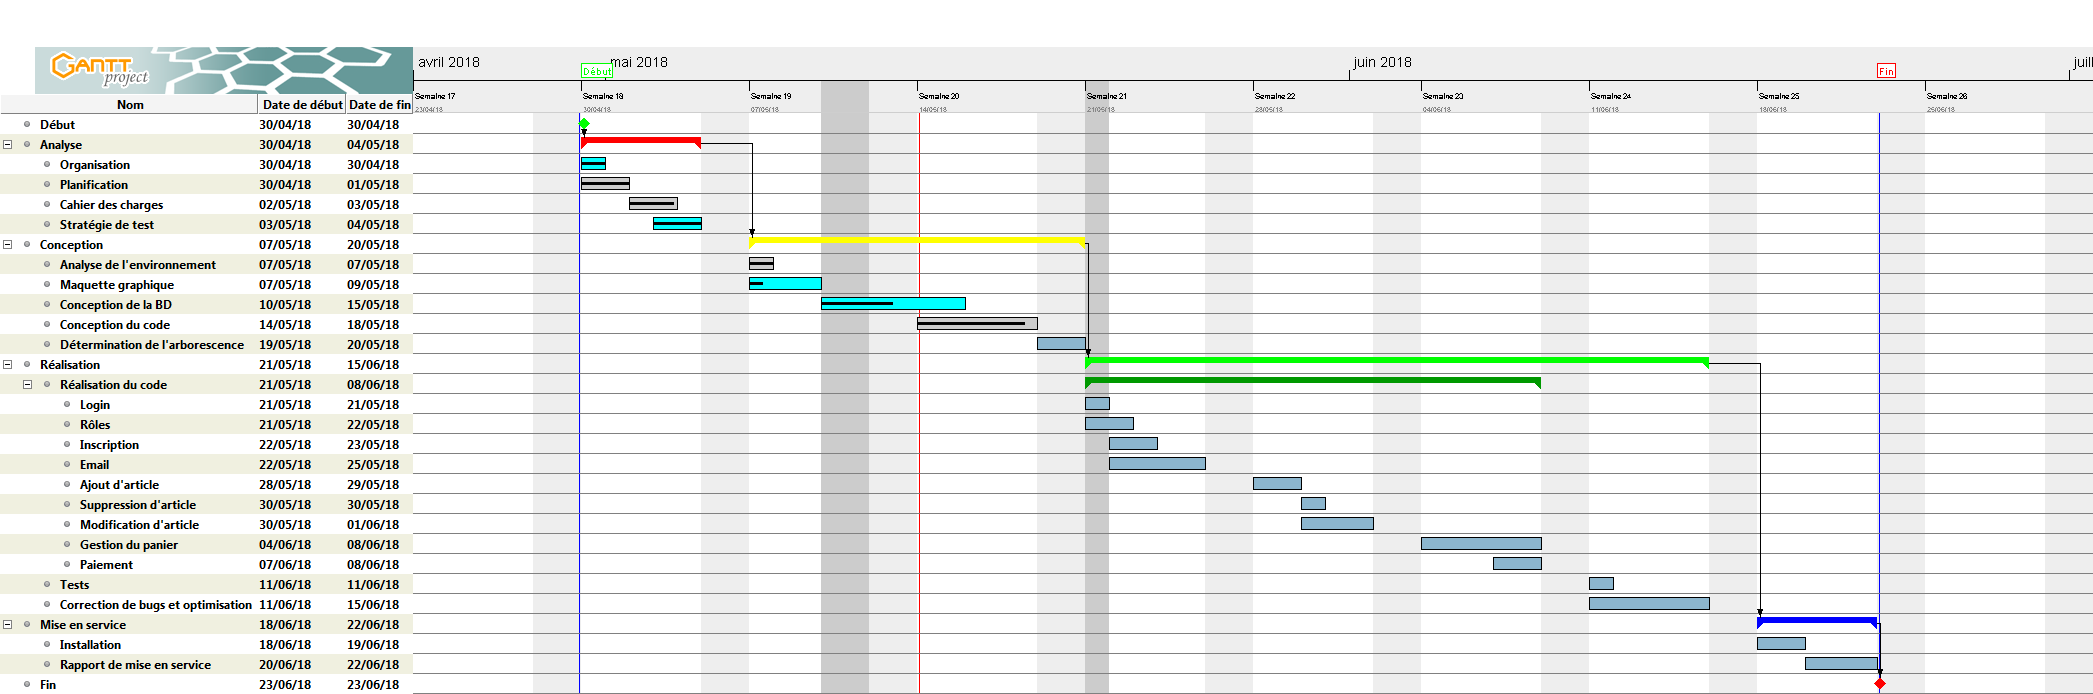 avril 2018 mai 2018 juin 2018 juil
GANTT project
Début Fin
Nom Date de début Date de fin
Semaine 17 Semaine 18 Semaine 19 Semaine 20 Semaine 21 Semaine 22 Semaine 23 Semaine 24 Semaine 25 Semaine 26
23/04/18 30/04/18 07/05/18 14/05/18 21/05/18 28/05/18 04/06/18 11/06/18 18/06/18 25/06/18
Début 30/04/18 30/04/18
Analyse 30/04/18 04/05/18
Organisation 30/04/18 30/04/18
Planification 30/04/18 01/05/18
Cahier des charges 02/05/18 03/05/18
Stratégie de test 03/05/18 04/05/18
Conception 07/05/18 20/05/18
Analyse de l'environnement 07/05/18 07/05/18
Maquette graphique 07/05/18 09/05/18
Conception de la BD 10/05/18 15/05/18
Conception du code 14/05/18 18/05/18
Détermination de l'arborescence 19/05/18 20/05/18
Réalisation 21/05/18 15/06/18
Réalisation du code 21/05/18 08/06/18
Login 21/05/18 21/05/18
Rôles 21/05/18 22/05/18
Inscription 22/05/18 23/05/18
Email 22/05/18 25/05/18
Ajout d'article 28/05/18 29/05/18
Suppression d'article 30/05/18 30/05/18
Modification d'article 30/05/18 01/06/18
Gestion du panier 04/06/18 08/06/18
Paiement 07/06/18 08/06/18
Tests 11/06/18 11/06/18
Correction de bugs et optimisation 11/06/18 15/06/18
Mise en service 18/06/18 22/06/18
Installation 18/06/18 19/06/18
Rapport de mise en service 20/06/18 22/06/18
Fin 23/06/18 23/06/18